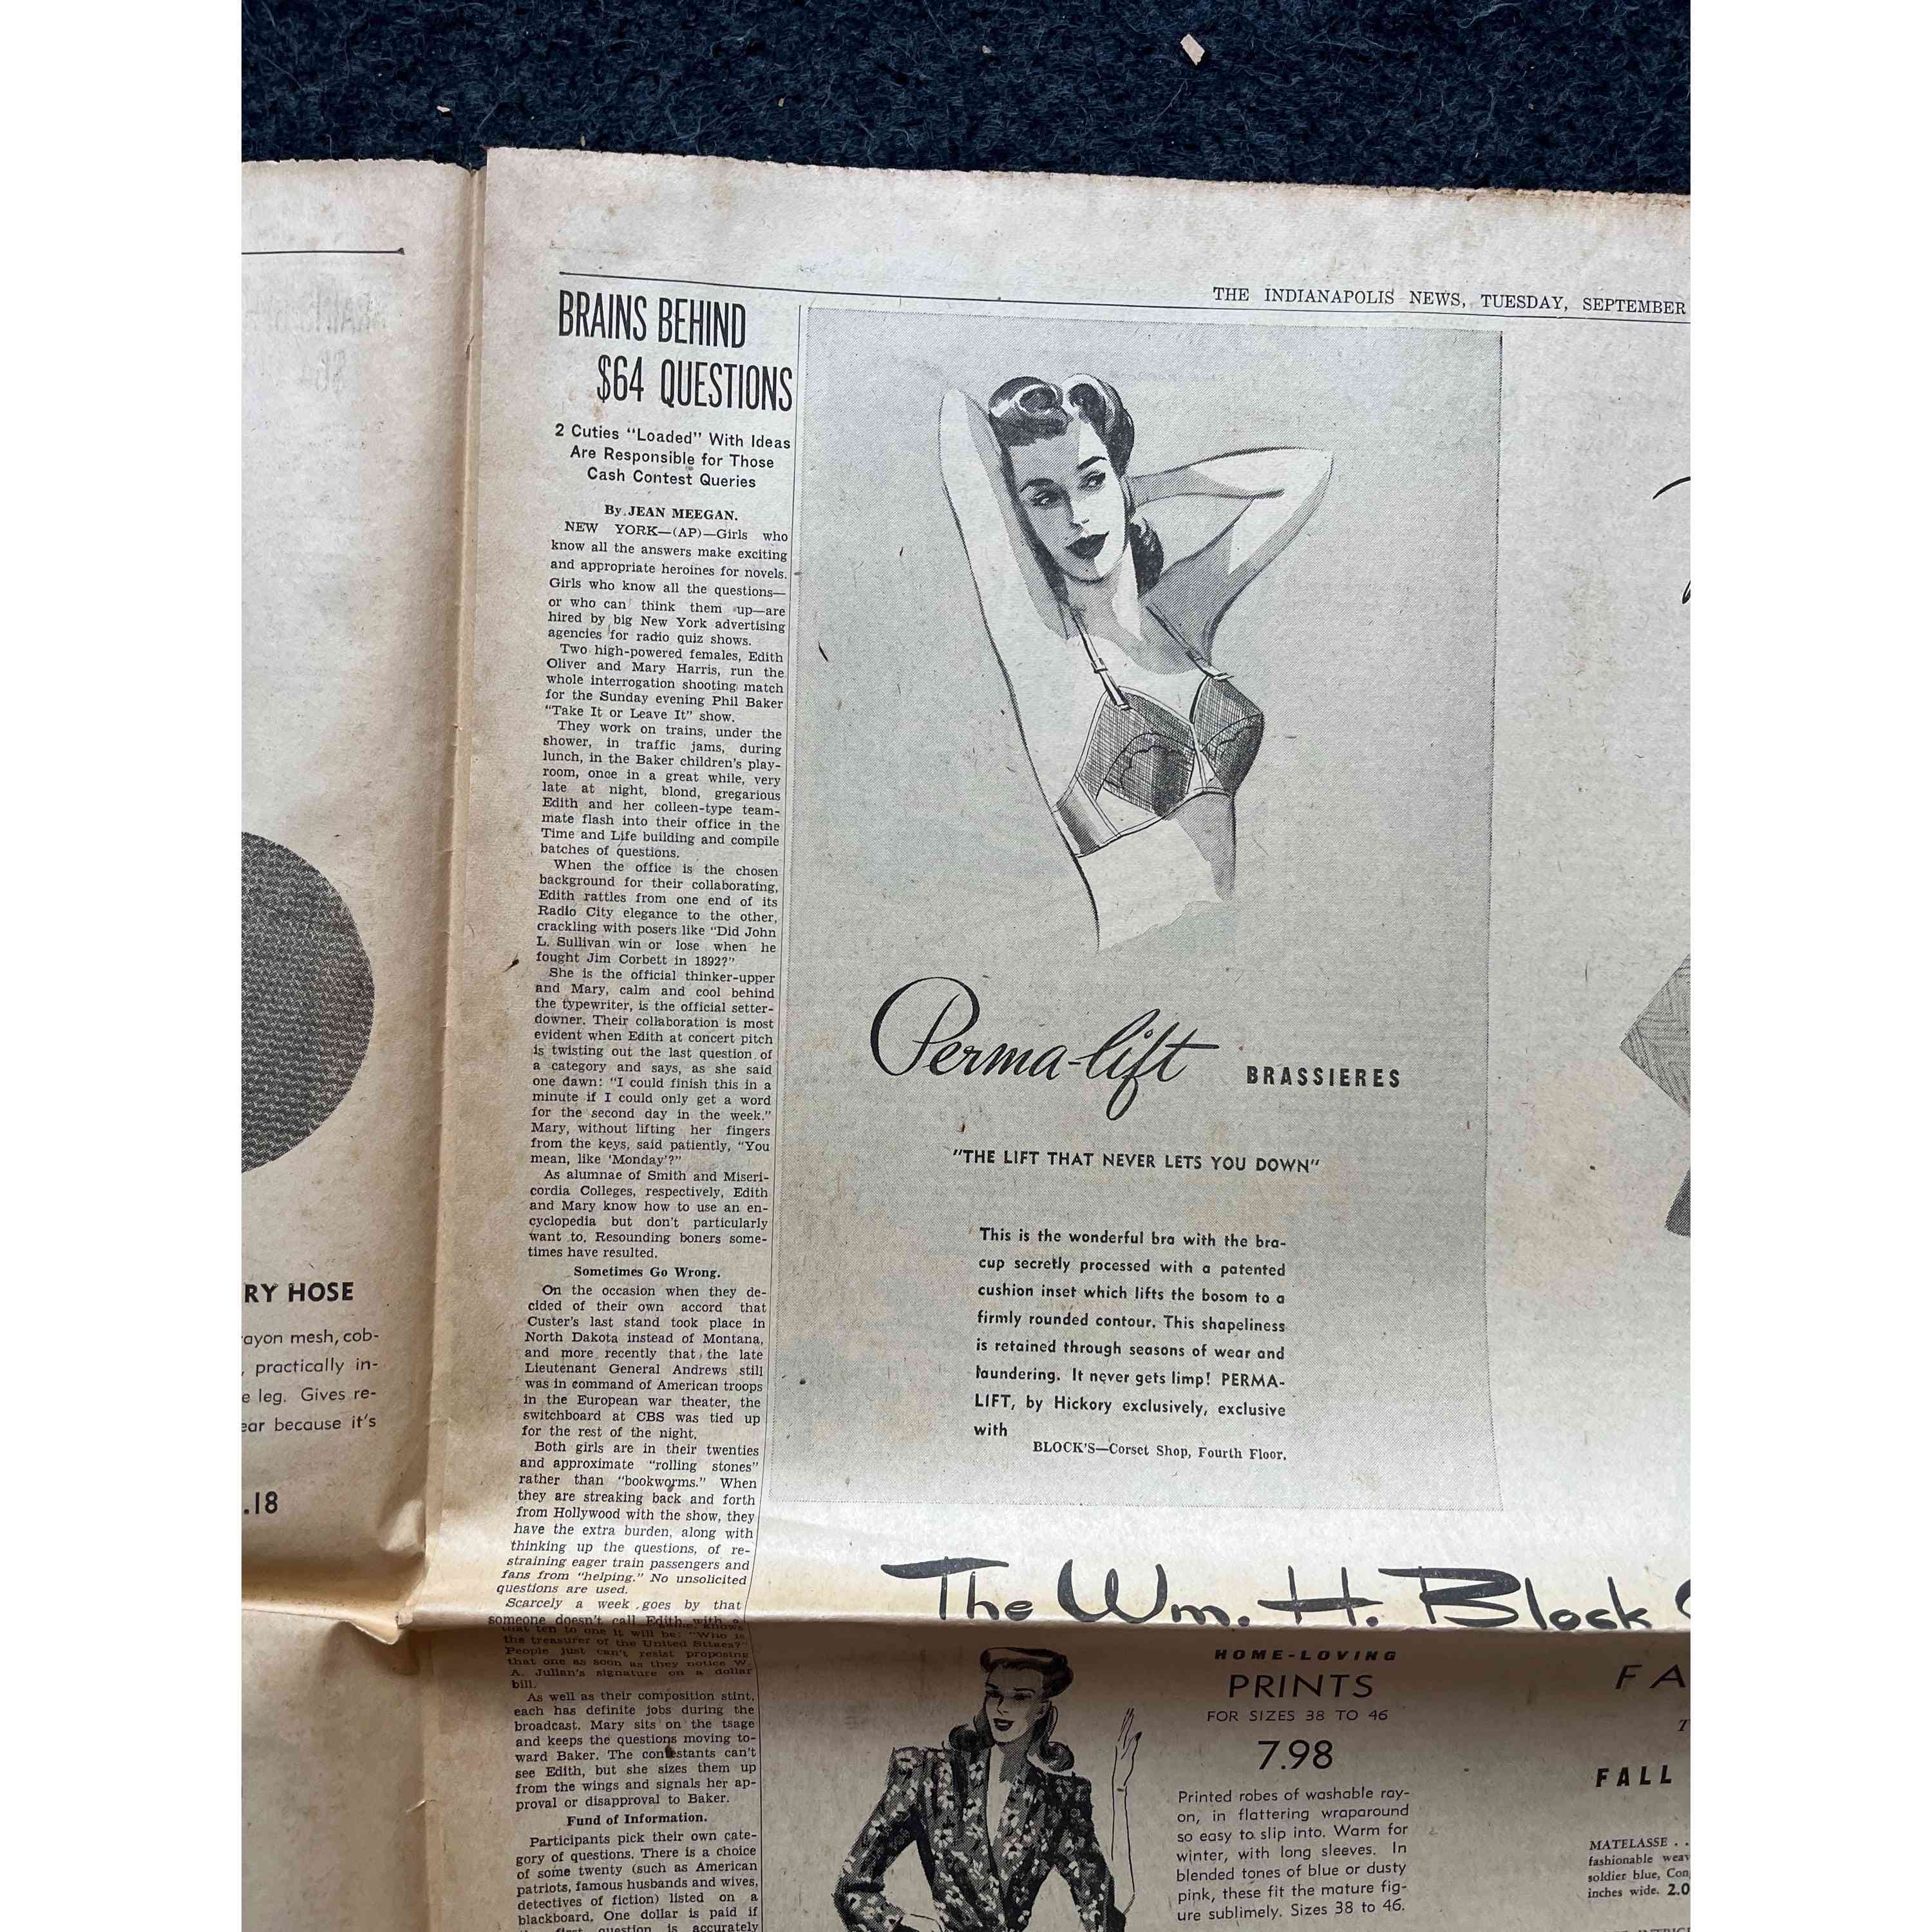 RY HOSE
ayon mesh, cob-
, practically in-
e leg. Gives re-
ear because it's
.18
THE INDIANAPOLIS NEWS, TUESDAY, SEPTEMBER
BRAINS BEHIND
$64 QUESTIONS
2 Cuties "Loaded" With Ideas
Are Responsible for Those
Cash Contest Queries
By JEAN MEEGAN.
NEW YORK—(AP)—Girls who
know all the answers make exciting
and appropriate heroines for novels.
Girls who know all the questions—
or who can think them up—are
hired by big New York advertising
agencies for radio quiz shows.
Two high-powered females, Edith
Oliver and Mary Harris, run the
whole interrogation shooting match
for the Sunday evening Phil Baker
"Take It or Leave It" show.
They work on trains, under the
shower, in traffic jams, during
lunch, in the Baker children's play-
room, once in a great while, very
late at night, blond, gregarious
Edith and her colleen-type team-
mate flash into their office in the
Time and Life building and compile
batches of questions.
When the office is the chosen
background for their collaborating,
Edith rattles from one end of its
Radio City elegance to the other,
crackling with posers like "Did John
L. Sullivan win or lose when he
fought Jim Corbett in 1892?"
She is the official thinker-upper
and Mary, calm and cool behind
the typewriter, is the official setter-
downer. Their collaboration is most
evident when Edith at concert pitch
is twisting out the last question of
a category and says, as she said
one dawn: "I could finish this in a
minute if I could only get a word
for the second day in the week."
Mary, without lifting her fingers
from the keys, said patiently, "You
mean, like 'Monday'?"
As alumnae of Smith and Miseri-
cordia Colleges, respectively, Edith
and Mary know how to use an en-
cyclopedia but don't particularly
want to. Resounding boners some-
times have resulted.
Sometimes Go Wrong.
On the occasion when they de-
cided of their own accord that
Custer's last stand took place in
North Dakota instead of Montana,
and more recently that the late
Lieutenant General Andrews still
was in command of American troops
in the European war theater, the
switchboard at CBS was tied up
for the rest of the night.
Both girls are in their twenties
and approximate "rolling stones"
rather than "bookworms." When
they are streaking back and forth
from Hollywood with the show, they
have the extra burden, along with
thinking up the questions, of re-
straining eager train passengers and
fans from "helping." No unsolicited
questions are used.
Scarcely a week goes by that
someone doesn't call Edith with a
that ten to one it will be: "Who is
the treasurer of the United Sttaes?"
People just can't resist proposing
that one as soon as they notice W.
A. Julian's signature on a dollar
bill.
As well as their composition stint,
each has definite jobs during the
broadcast. Mary sits on the tsage
and keeps the questions moving to-
ward Baker. The contestants can't
see Edith, but she sizes them up
from the wings and signals her ap-
proval or disapproval to Baker.
Fund of Information.
Participants pick their own cate-
gory of questions. There is a choice
of some twenty (such as American
patriots, famous husbands and wives,
detectives of fiction) listed on a
blackboard. One dollar is paid if
question is accurately
Perma-lift BRASSIERES
"THE LIFT THAT NEVER LETS YOU DOWN"
This is the wonderful bra with the bra-
cup secretly processed with a patented
cushion inset which lifts the bosom to a
firmly rounded contour. This shapeliness
is retained through seasons of wear and
laundering. It never gets limp! PERMA-
LIFT, by Hickory exclusively, exclusive
with
BLOCK'S—Corset Shop, Fourth Floor.
The Wm. H. Block
HOME-LOVING
PRINTS
FOR SIZES 38 TO 46
7.98
Printed robes of washable ray-
on, in flattering wraparound
so easy to slip into. Warm for
winter, with long sleeves. In
blended tones of blue or dusty
pink, these fit the mature fig-
ure sublimely. Sizes 38 to 46.
FA
FALL
MATELASSE . .
fashionable weav
soldier blue, Con
inches wide. 2.0